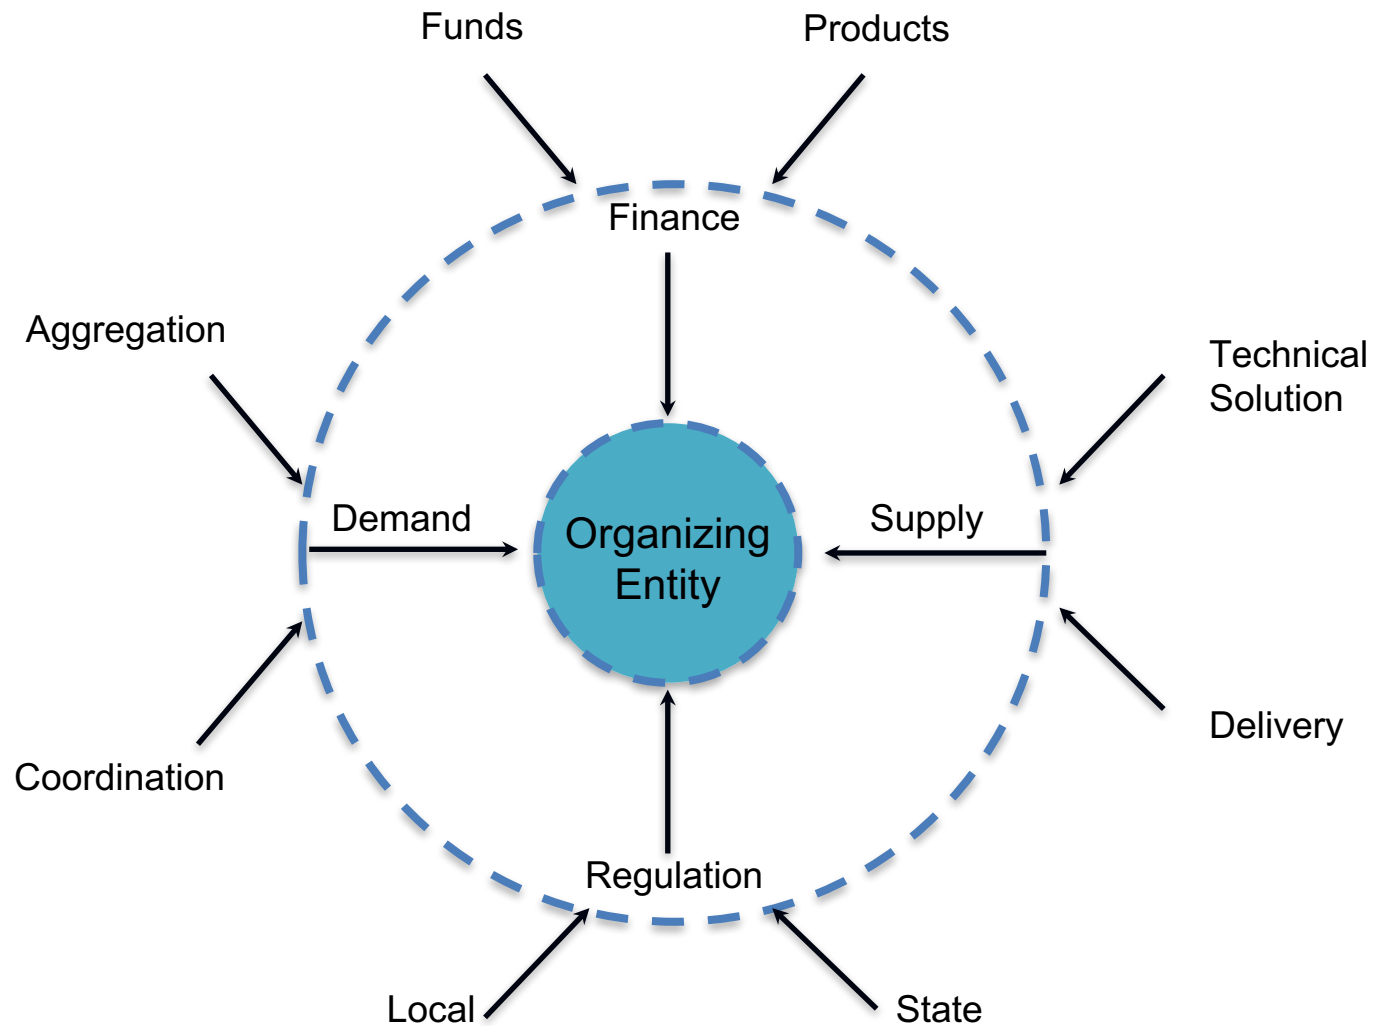 Funds
Products
Finance
Aggregation
Technical
Solution
Demand
Supply
Organizing
Entity
Delivery
Coordination
Regulation
Local
State